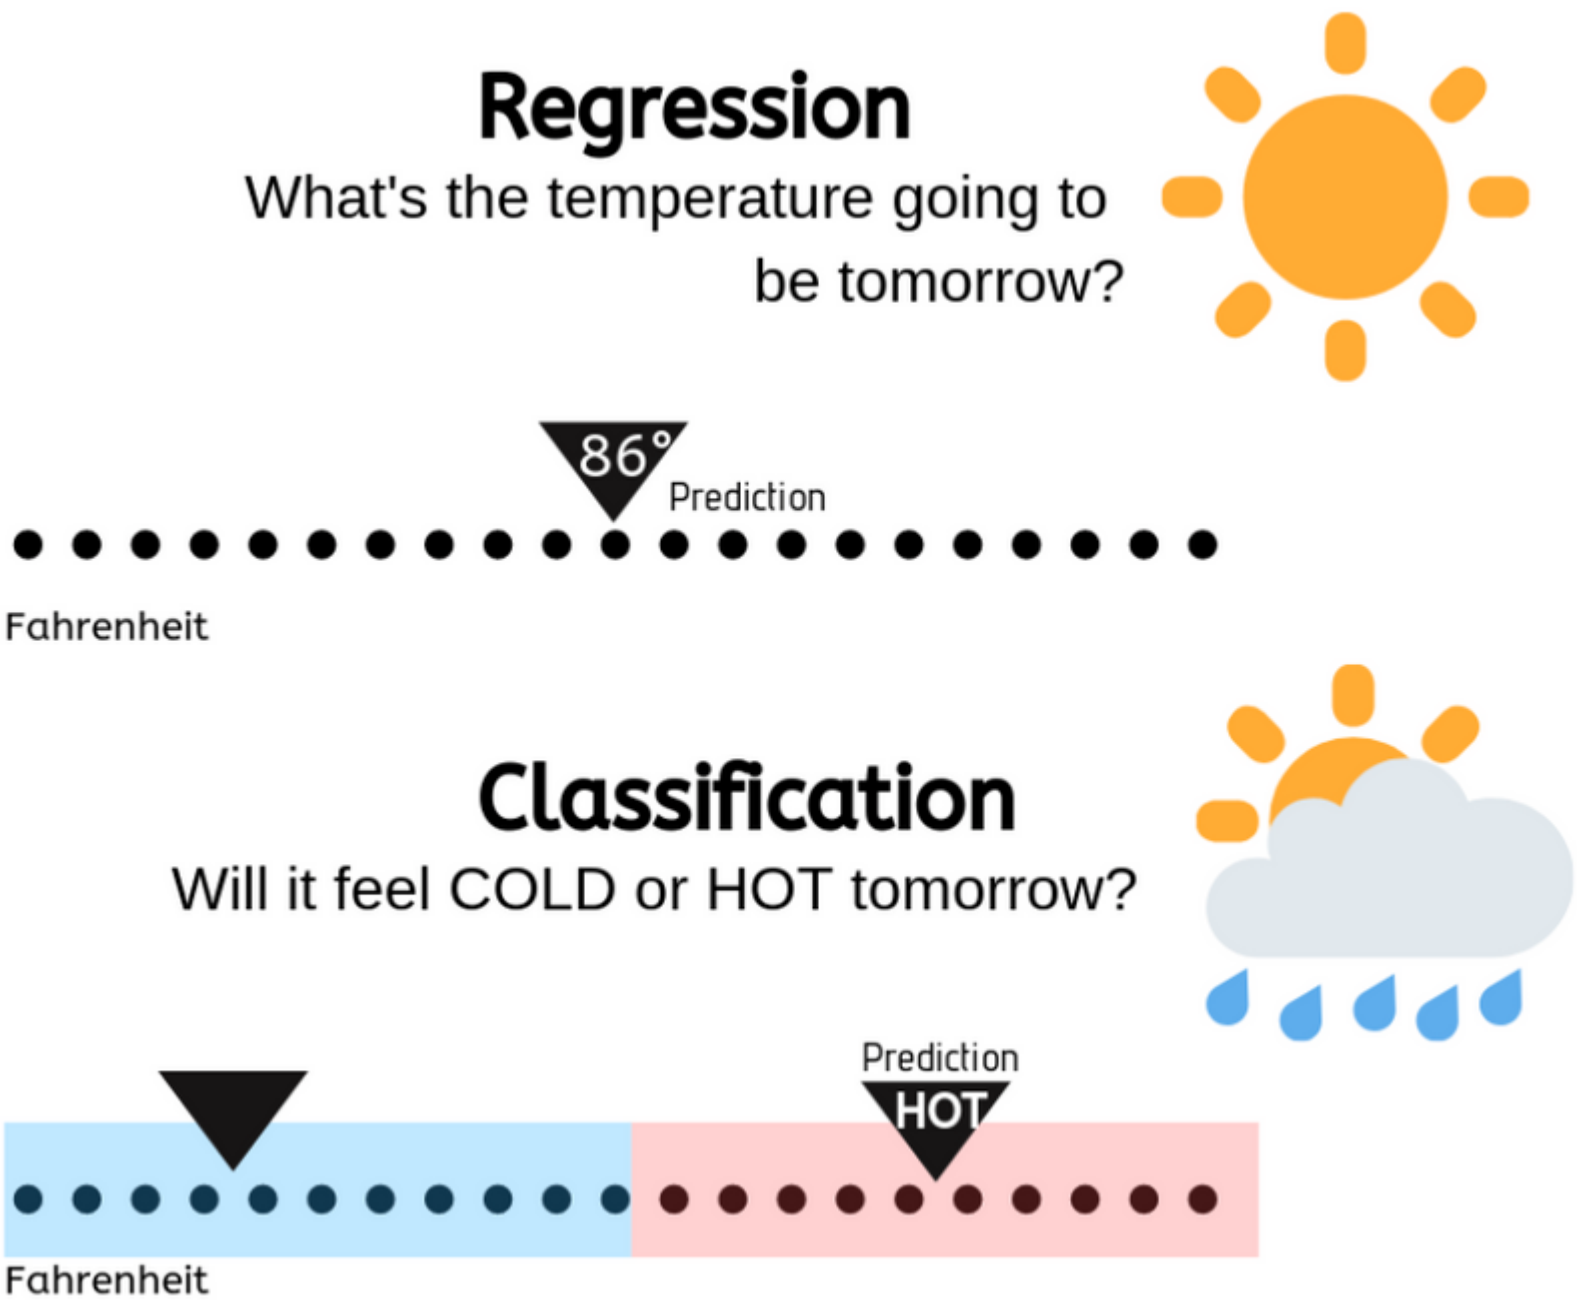 Regression
What's the temperature going to
be tomorrow?
86°
Prediction
Fahrenheit
Classification
Will it feel COLD or HOT tomorrow?
Prediction
HOT
Fahrenheit